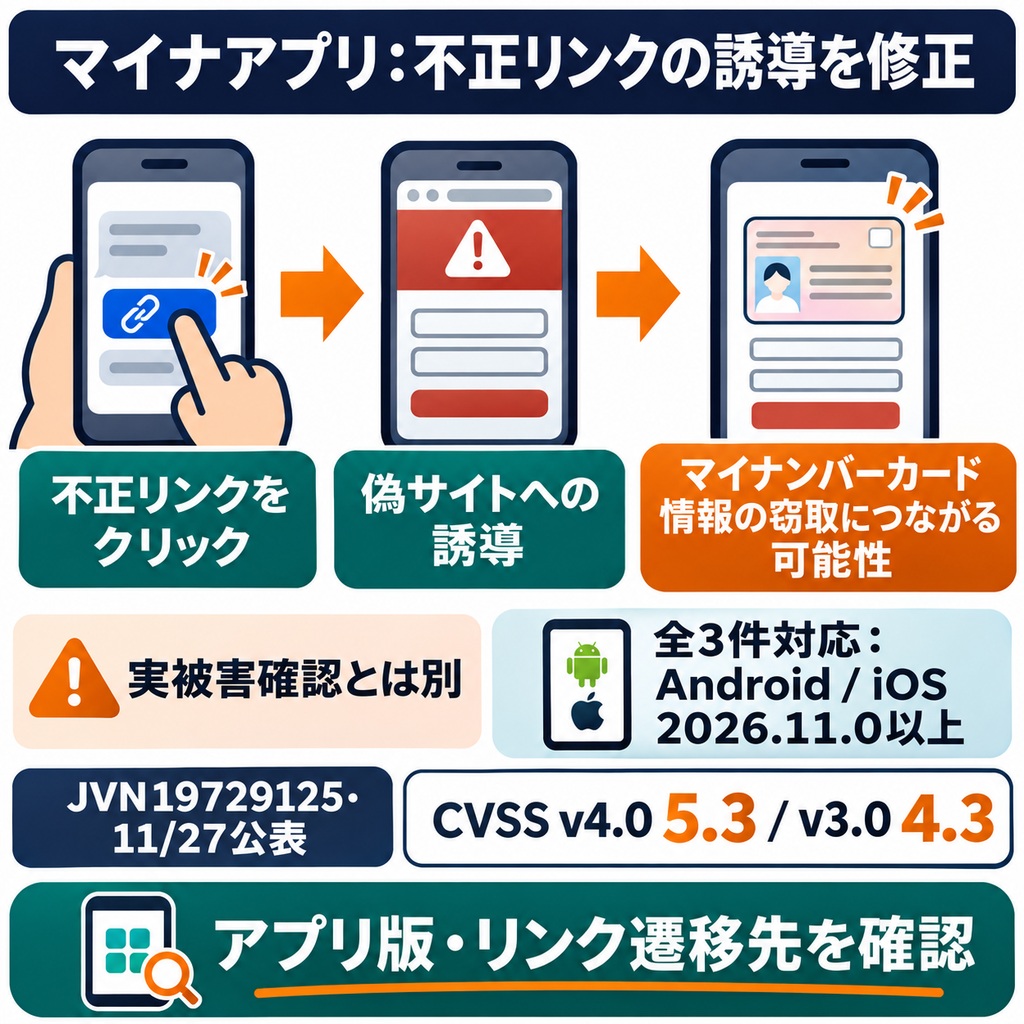 マイナアプリ：不正リンクの誘導を修正
不正リンクを
クリック
偽サイトへの
誘導
マイナンバーカード
情報の窃取につながる
可能性
実被害確認とは別
全3件対応：
Android / iOS
2026.11.0以上
JVN19729125・
11/27公表
CVSS v4.0 5.3 / v3.0 4.3
アプリ版・リンク遷移先を確認